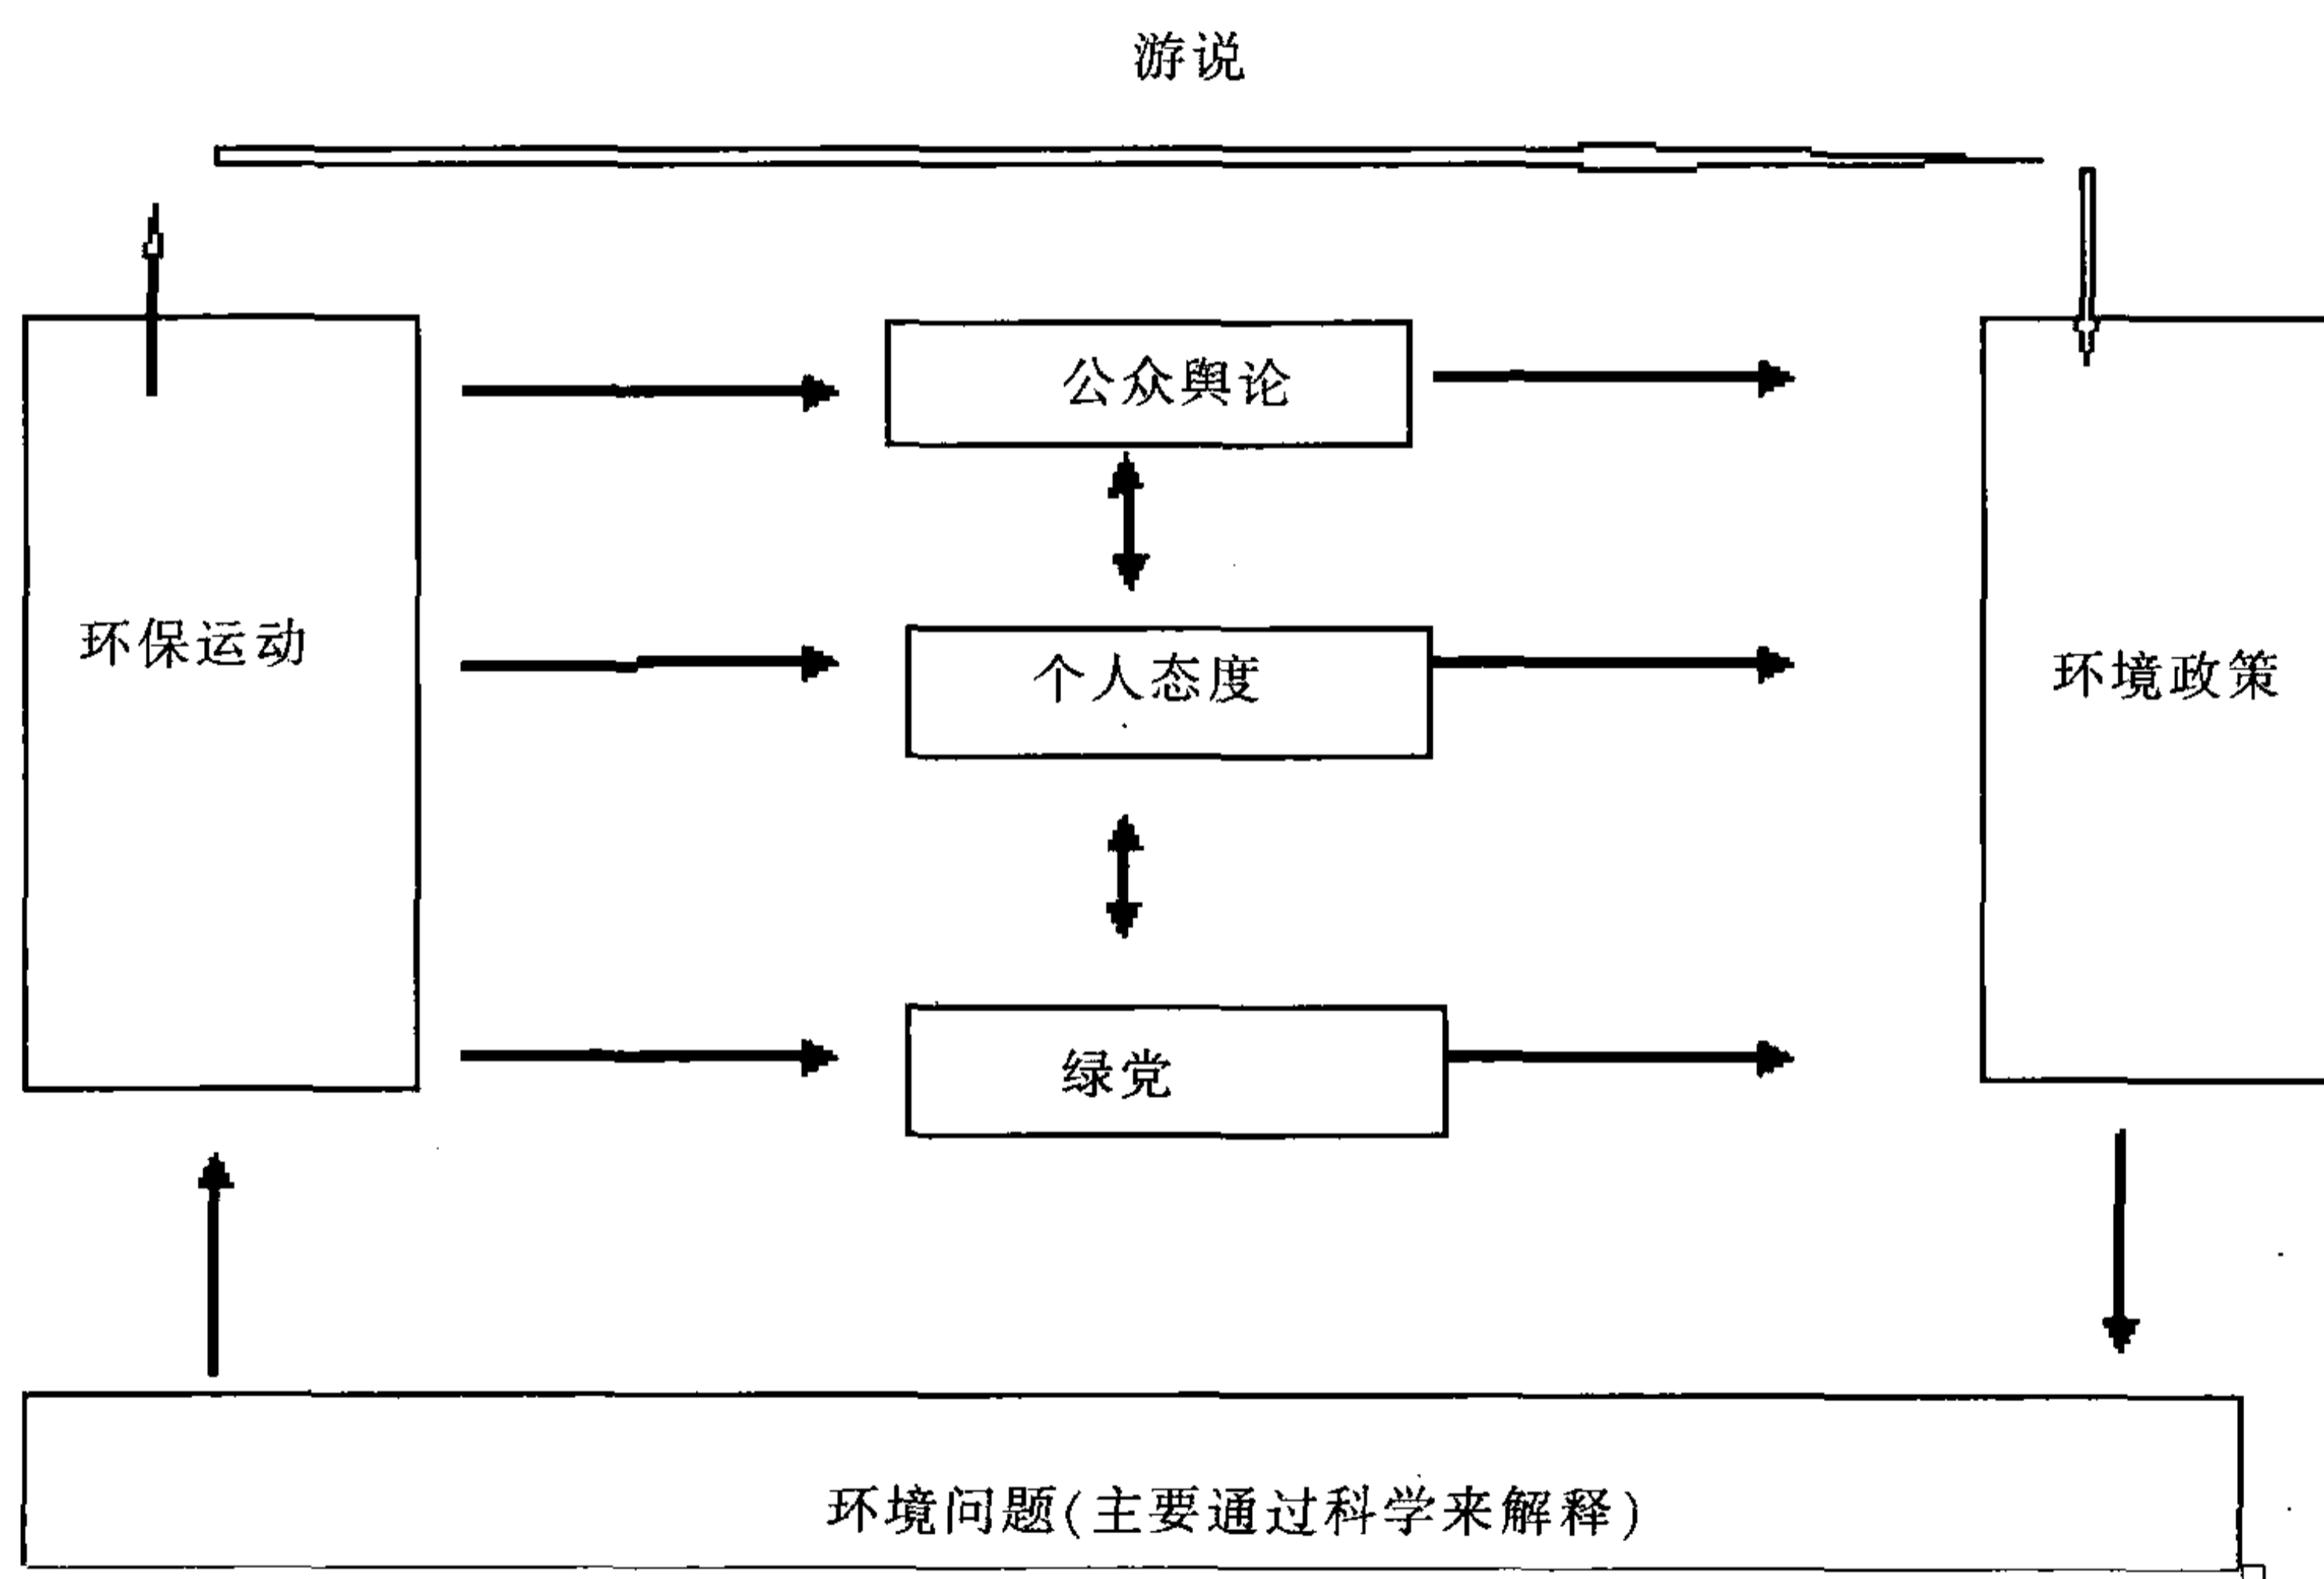 游说
公众舆论
环保运动
个人态度
环境政策
绿党
环境问题(主要通过科学来解释)